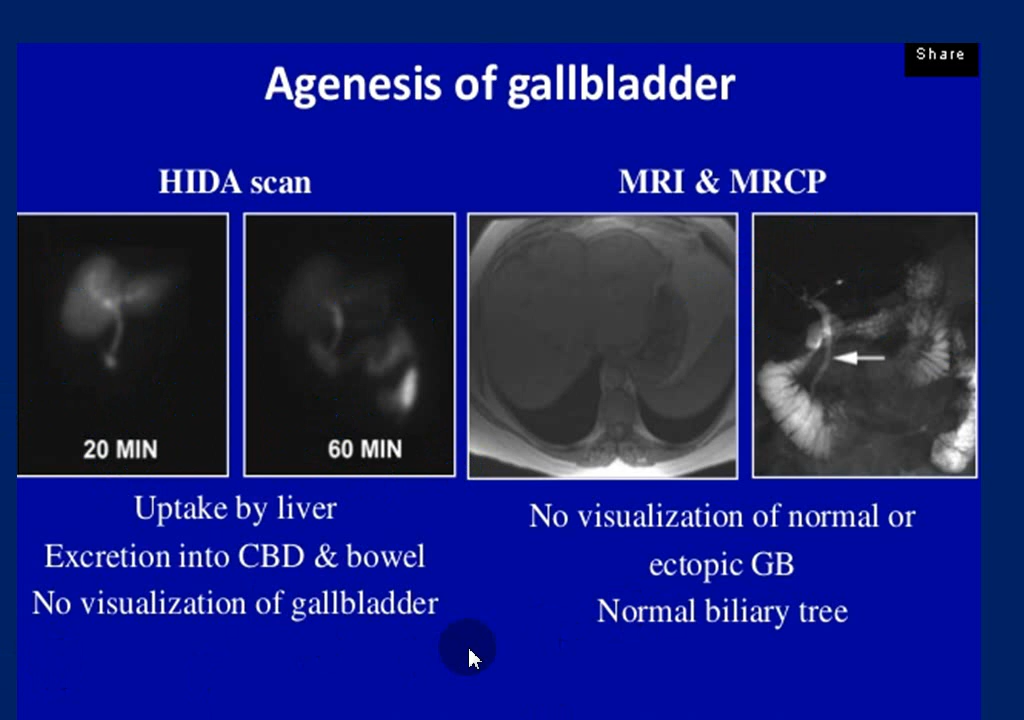 Share
Agenesis of gallbladder
HIDA scan
MRI & MRCP
20 MIN
60 MIN
Uptake by liver
Excretion into CBD & bowel
No visualization of gallbladder
No visualization of normal or
ectopic GB
Normal biliary tree